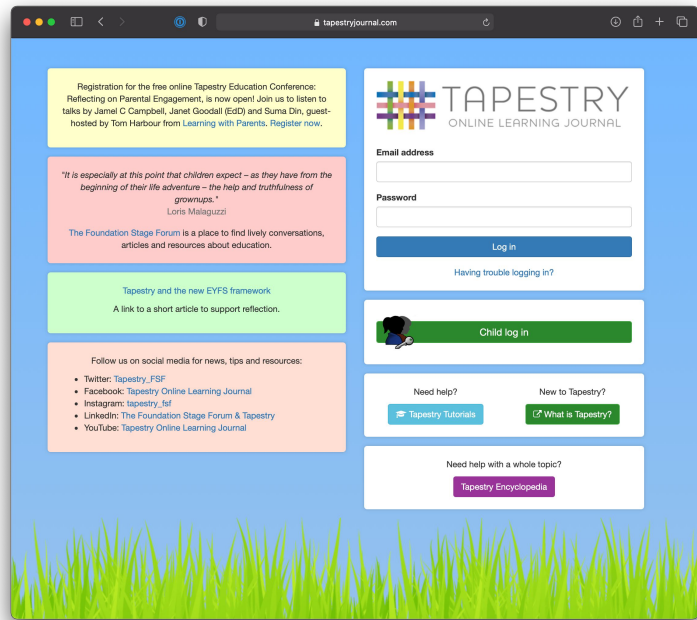 tapestryjournal.com
Registration for the free online Tapestry Education Conference:
Reflecting on Parental Engagement, is now open! Join us to listen to
talks by Jamel C Campbell, Janet Goodall (EdD) and Suma Din, guest-
hosted by Tom Harbour from Learning with Parents. Register now.
"It is especially at this point that children expect – as they have from the
beginning of their life adventure – the help and truthfulness of
grownups."
Loris Malaguzzi
The Foundation Stage Forum is a place to find lively conversations,
articles and resources about education.
Tapestry and the new EYFS framework
A link to a short article to support reflection.
Follow us on social media for news, tips and resources:
• Twitter: Tapestry_FSF
• Facebook: Tapestry Online Learning Journal
• Instagram: tapestry_fsf
• LinkedIn: The Foundation Stage Forum & Tapestry
• YouTube: Tapestry Online Learning Journal
TAPESTRY
ONLINE LEARNING JOURNAL
Email address
Password
Log in
Having trouble logging in?
Child log in
Need help?
Tapestry Tutorials
New to Tapestry?
What is Tapestry?
Need help with a whole topic?
Tapestry Encyclopedia